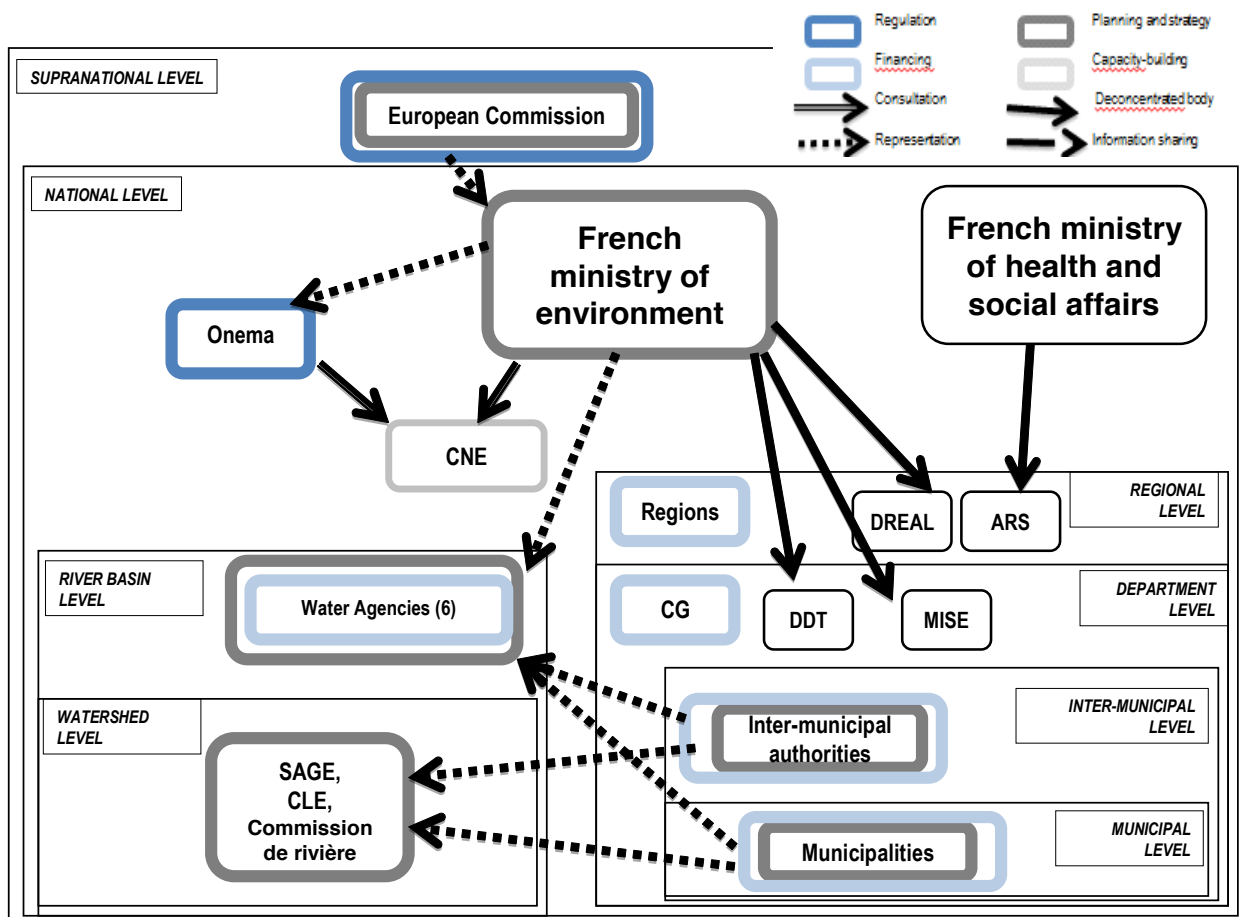 Regulation
Planning and strategy
Financing
Capacity-building
Consultation
Deconcentrated body
Representation
Information sharing
SUPRANATIONAL LEVEL
European Commission
NATIONAL LEVEL
French
ministry of
environment
French ministry
of health and
social affairs
Onema
CNE
REGIONAL
LEVEL
Regions
DREAL
ARS
RIVER BASIN
LEVEL
Water Agencies (6)
DEPARTMENT
LEVEL
CG
DDT
MISE
WATERSHED
LEVEL
SAGE,
CLE,
Commission
de rivière
INTER-MUNICIPAL
LEVEL
Inter-municipal
authorities
MUNICIPAL
LEVEL
Municipalities